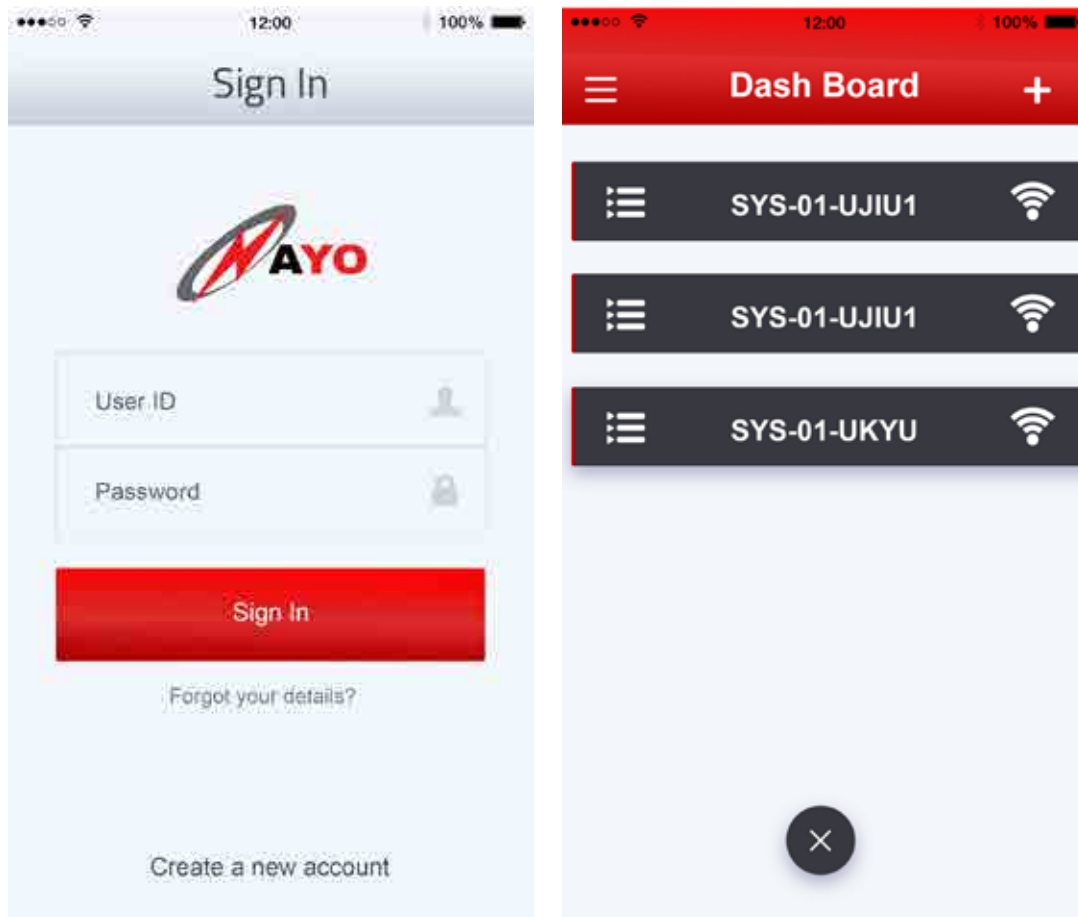 12:00
100%
Sign In
NAYO
User ID
Password
Sign In
Forgot your details?
Create a new account
12:00
100%
Dash Board
SYS-01-UJIU1
SYS-01-UJIU1
SYS-01-UKYU